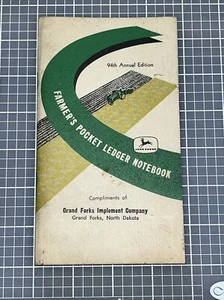 94th Annual Edition
FARMER'S POCKET LEDGER NOTEBOOK
JOHN DEERE
Compliments of
Grand Forks Implement Company
Grand Forks, North Dakota